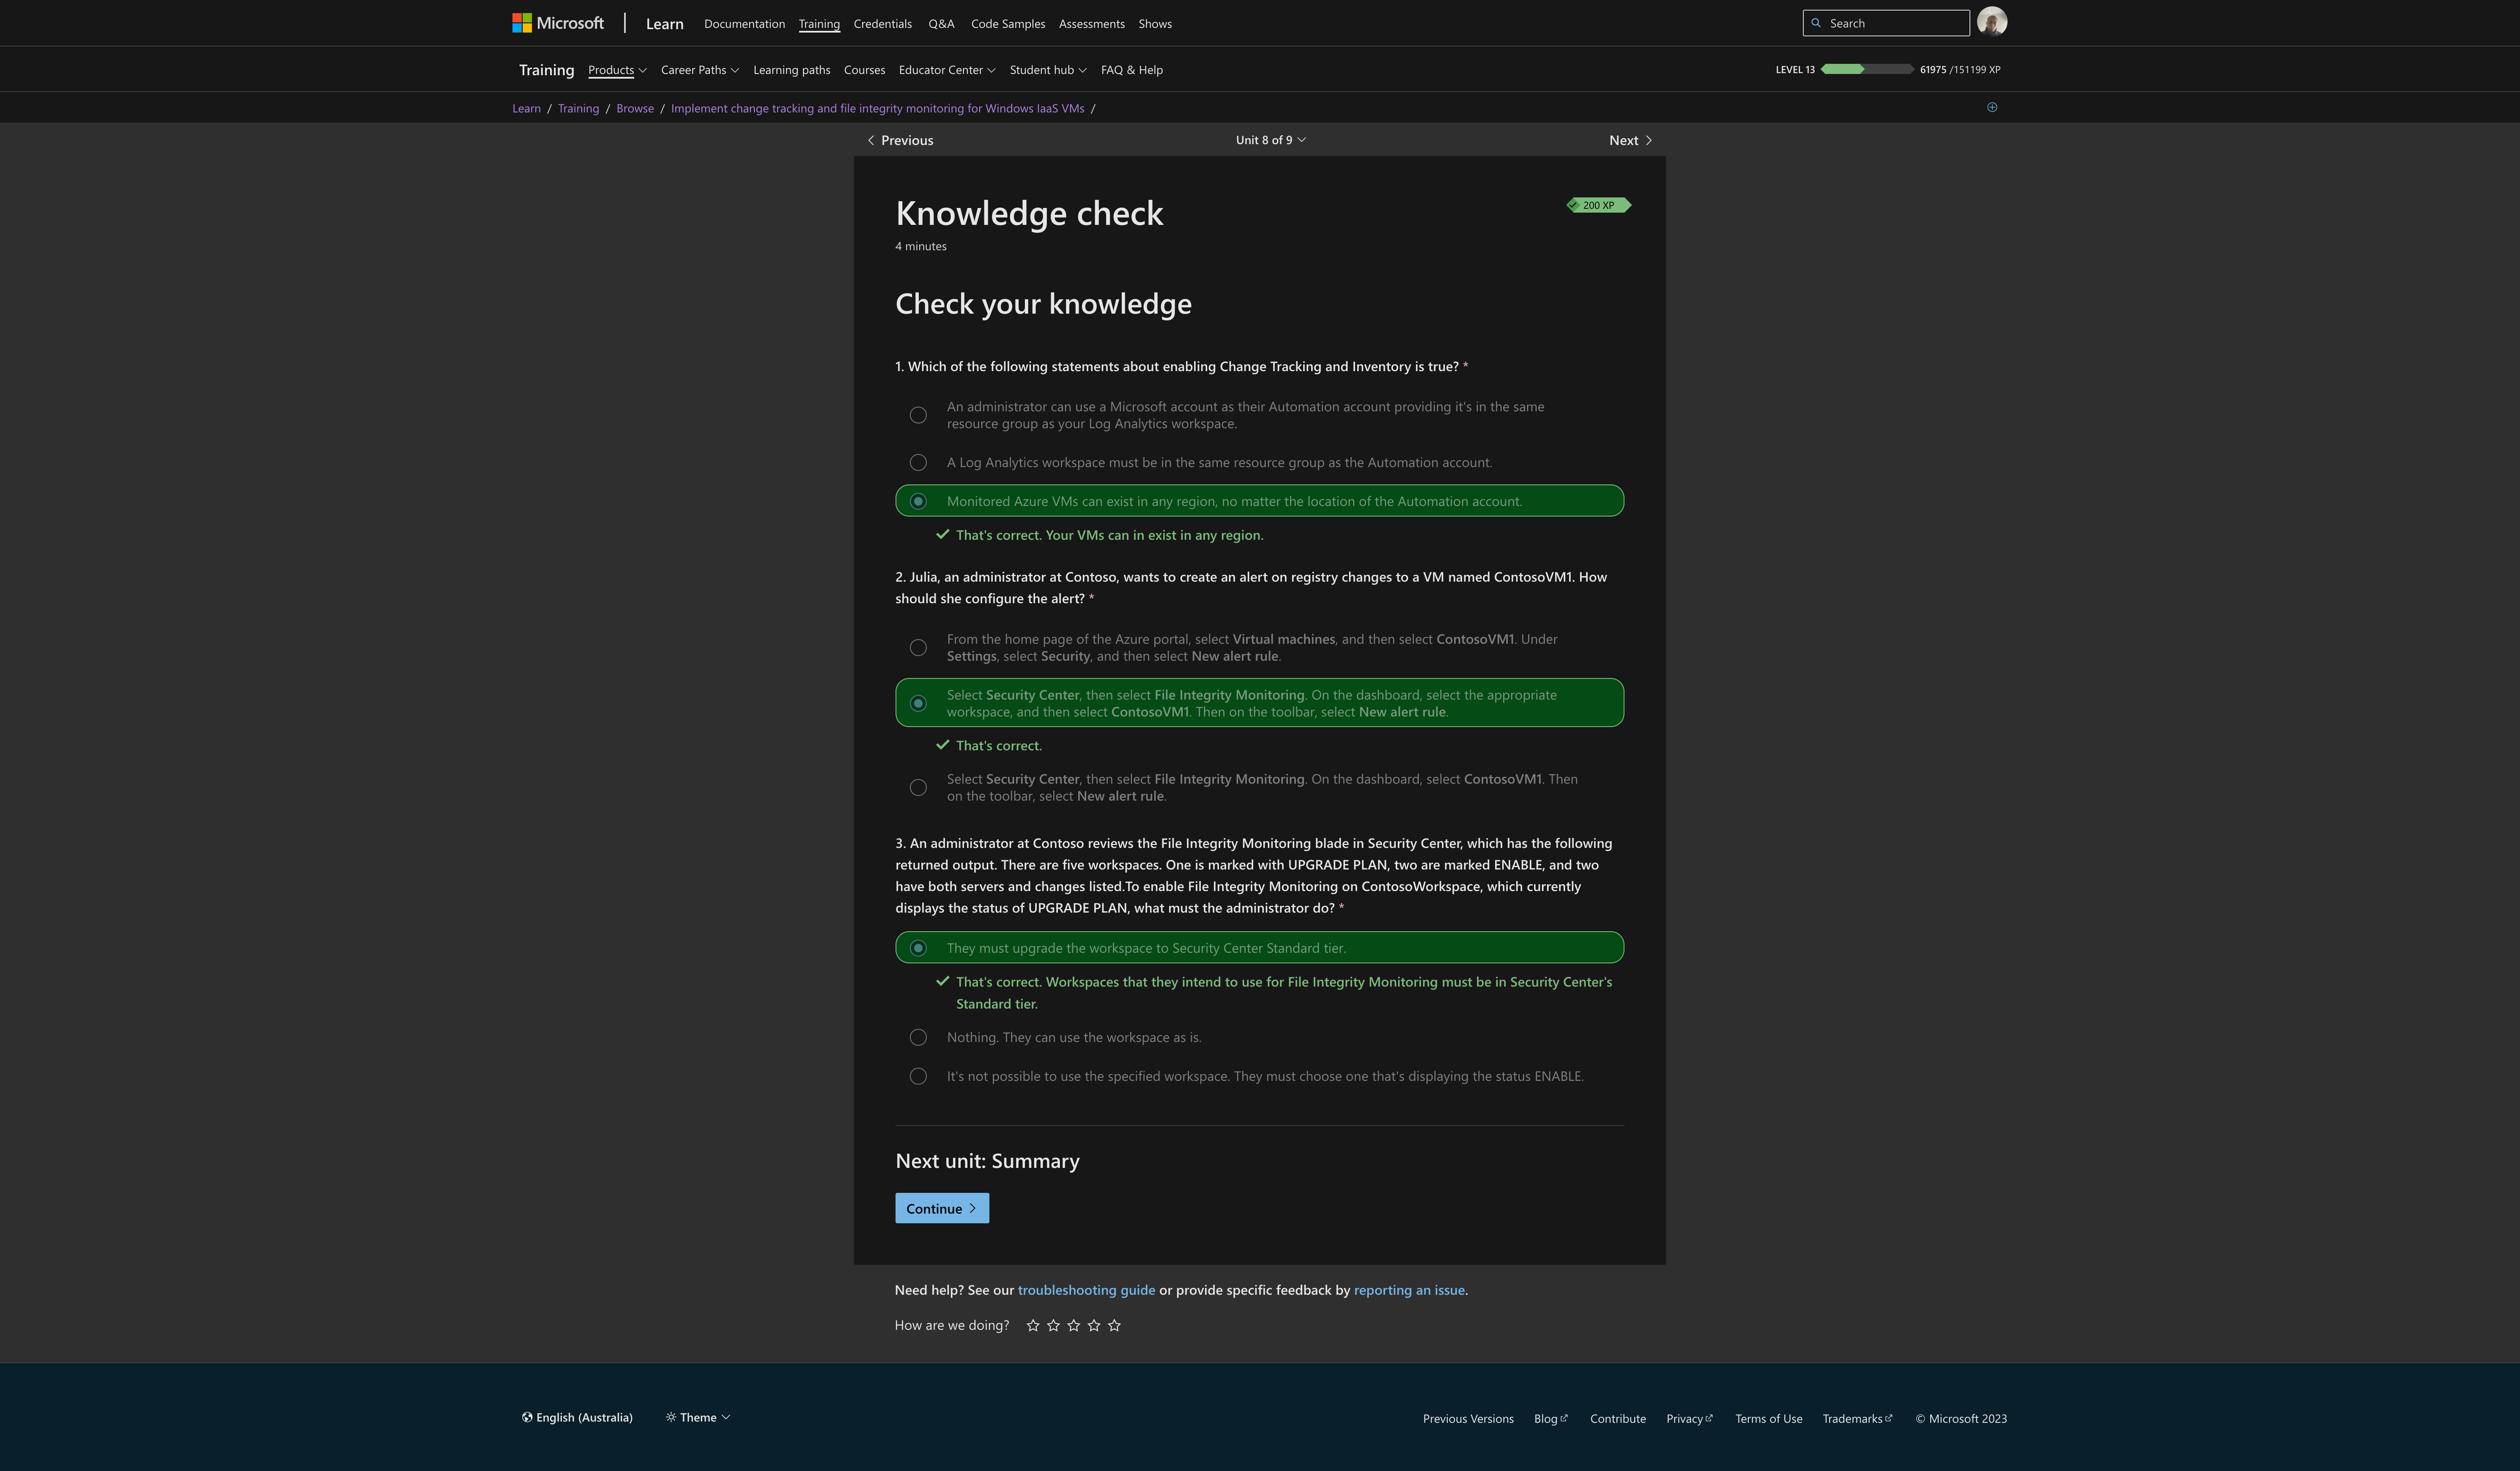 Microsoft
Learn
Documentation
Training
Credentials
Q&A
Code Samples
Assessments
Shows
Search
Training
Products
Career Paths
Learning paths
Courses
Educator Center
Student hub
FAQ & Help
LEVEL 13
61975 /151199 XP
Learn / Training / Browse / Implement change tracking and file integrity monitoring for Windows IaaS VMs /
Previous
Unit 8 of 9
Next
Knowledge check
200 XP
4 minutes
Check your knowledge
1. Which of the following statements about enabling Change Tracking and Inventory is true? *
An administrator can use a Microsoft account as their Automation account providing it's in the same
resource group as your Log Analytics workspace.
A Log Analytics workspace must be in the same resource group as the Automation account.
Monitored Azure VMs can exist in any region, no matter the location of the Automation account.
That's correct. Your VMs can in exist in any region.
2. Julia, an administrator at Contoso, wants to create an alert on registry changes to a VM named ContosoVM1. How
should she configure the alert? *
From the home page of the Azure portal, select Virtual machines, and then select ContosoVM1. Under
Settings, select Security, and then select New alert rule.
Select Security Center, then select File Integrity Monitoring. On the dashboard, select the appropriate
workspace, and then select ContosoVM1. Then on the toolbar, select New alert rule.
That's correct.
Select Security Center, then select File Integrity Monitoring. On the dashboard, select ContosoVM1. Then
on the toolbar, select New alert rule.
3. An administrator at Contoso reviews the File Integrity Monitoring blade in Security Center, which has the following
returned output. There are five workspaces. One is marked with UPGRADE PLAN, two are marked ENABLE, and two
have both servers and changes listed.To enable File Integrity Monitoring on ContosoWorkspace, which currently
displays the status of UPGRADE PLAN, what must the administrator do? *
They must upgrade the workspace to Security Center Standard tier.
That's correct. Workspaces that they intend to use for File Integrity Monitoring must be in Security Center's
Standard tier.
Nothing. They can use the workspace as is.
It's not possible to use the specified workspace. They must choose one that's displaying the status ENABLE.
Next unit: Summary
Continue
Need help? See our troubleshooting guide or provide specific feedback by reporting an issue.
How are we doing?
English (Australia)
Theme
Previous Versions
Blog
Contribute
Privacy
Terms of Use
Trademarks
© Microsoft 2023